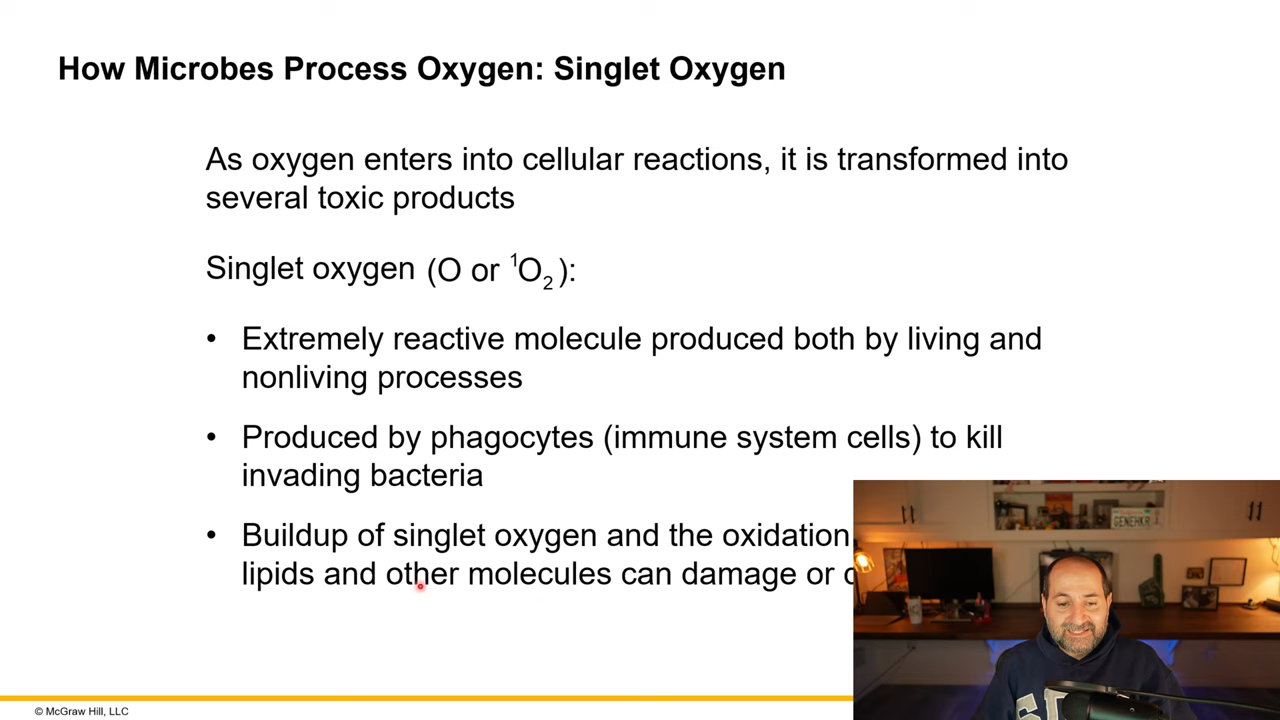 How Microbes Process Oxygen: Singlet Oxygen
As oxygen enters into cellular reactions, it is transformed into
several toxic products
Singlet oxygen (O or ¹O₂):
• Extremely reactive molecule produced both by living and
nonliving processes
• Produced by phagocytes (immune system cells) to kill
invading bacteria
• Buildup of singlet oxygen and the oxidation
lipids and other molecules can damage or
GENEHKR
© McGraw Hill, LLC